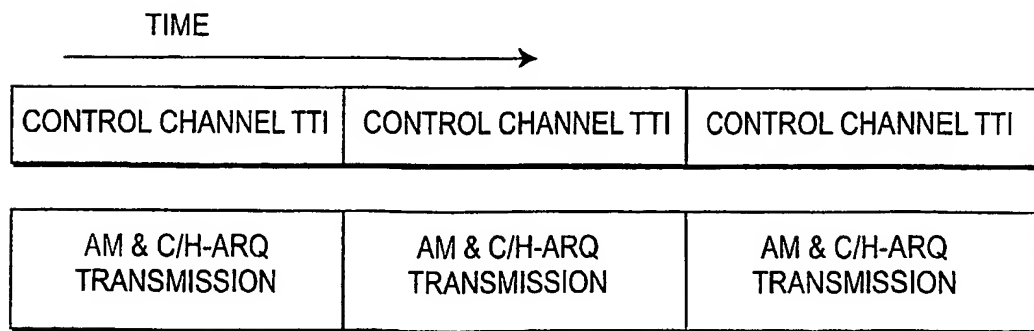 TIME
CONTROL CHANNEL TTI CONTROL CHANNEL TTI CONTROL CHANNEL TTI
AM & C/H-ARQ AM & C/H-ARQ AM & C/H-ARQ
TRANSMISSION TRANSMISSION TRANSMISSION